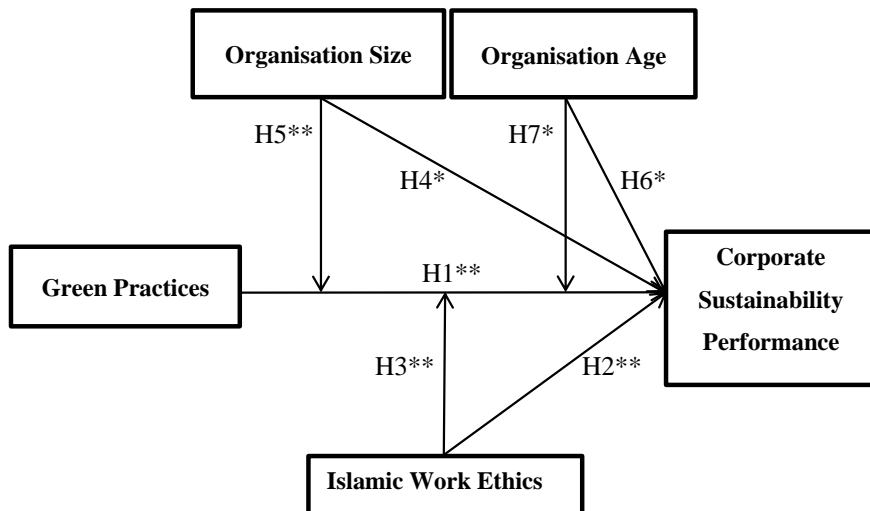 Organisation Size
Organisation Age
H5**
H7*
H4*
H6*
Green Practices
H1**
Corporate
Sustainability
Performance
H3**
H2**
Islamic Work Ethics